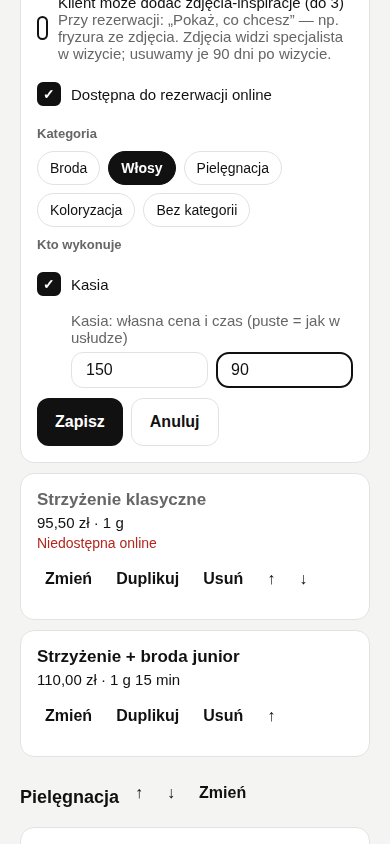 Klient może dodać zdjęcia-inspiracje (do 3)
Przy rezerwacji: „Pokaż, co chcesz” — np.
fryzura ze zdjęcia. Zdjęcia widzi specjalista
w wizycie; usuwamy je 90 dni po wizycie.
Dostępna do rezerwacji online
Kategoria
Broda Włosy Pielęgnacja
Koloryzacja Bez kategorii
Kto wykonuje
Kasia
Kasia: własna cena i czas (puste = jak w
usłudze)
150 90
Zapisz Anuluj
Strzyżenie klasyczne
95,50 zł · 1 g
Niedostępna online
Zmień Duplikuj Usuń ↑ ↓
Strzyżenie + broda junior
110,00 zł · 1 g 15 min
Zmień Duplikuj Usuń ↑
Pielęgnacja ↑ ↓ Zmień